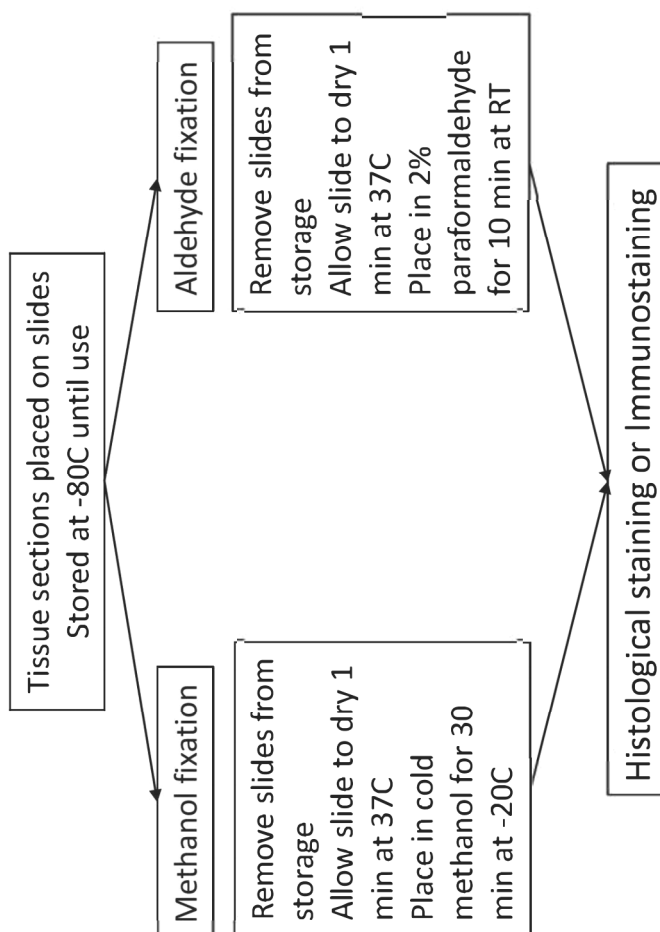 Tissue sections placed on slides
Stored at -80C until use
Methanol fixation
Remove slides from
storage
Allow slide to dry 1
min at 37C
Place in cold
methanol for 30
min at -20C
Aldehyde fixation
Remove slides from
storage
Allow slide to dry 1
min at 37C
Place in 2%
paraformaldehyde
for 10 min at RT
Histological staining or Immunostaining